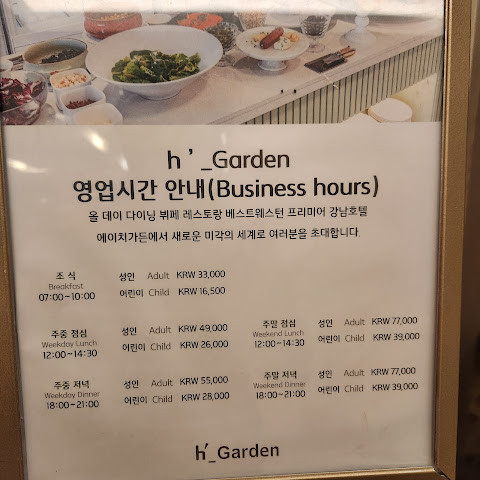 h'_Garden
영업시간 안내(Business hours)
올 데이 다이닝 뷔페 레스토랑 베스트웨스턴 프리미어 강남호텔
에이치가든에서 새로운 미각의 세계로 여러분을 초대합니다.
조 식 성인 Adult KRW 33,000
Breakfast
07:00~10:00 어린이 Child KRW 16,500
주중 점심 성인 Adult KRW 49,000
Weekday Lunch
12:00~14:30 어린이 Child KRW 26,000
주말 점심 성인 Adult KRW 77,000
Weekend Lunch
12:00~14:30 어린이 Child KRW 39,000
주중 저녁 성인 Adult KRW 55,000
Weekday Dinner
18:00~21:00 어린이 Child KRW 28,000
주말 저녁 성인 Adult KRW 77,000
Weekend Dinner
18:00~21:00 어린이 Child KRW 39,000
h'_Garden